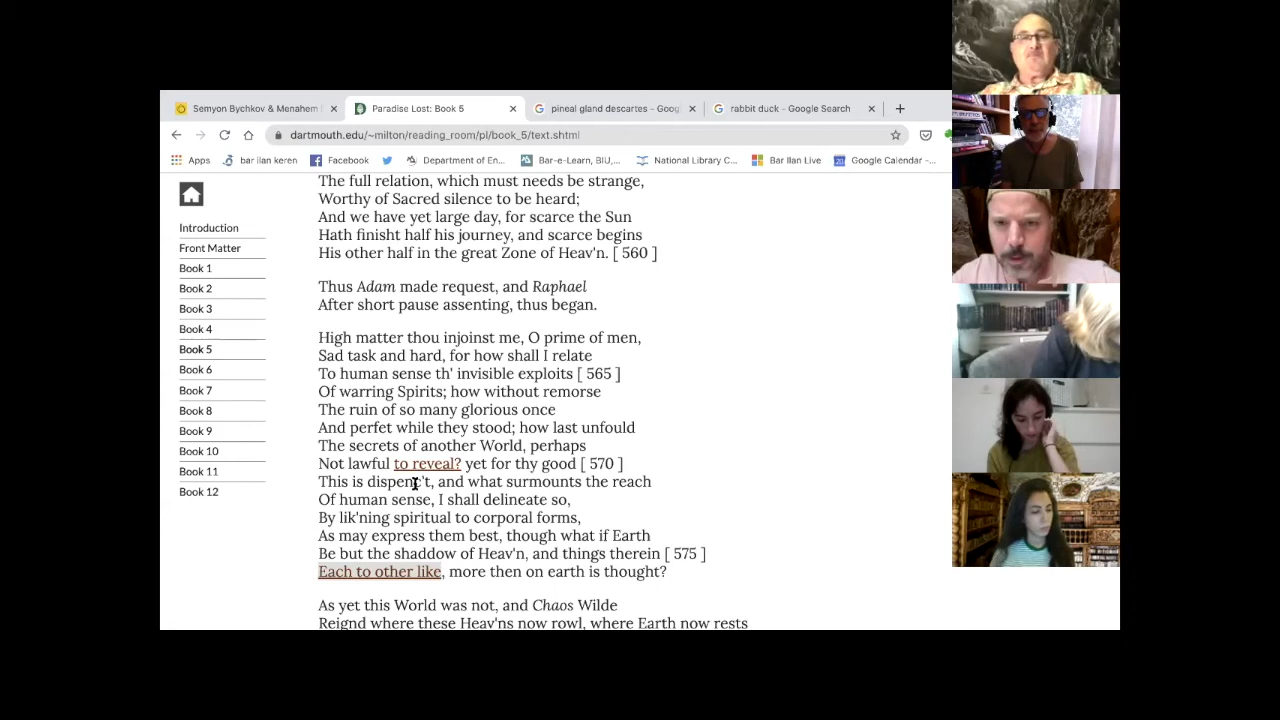 Semyon Bychkov & Menahem
Paradise Lost: Book 5
pineal gland descartes - Goog
rabbit duck - Google Search
dartmouth.edu/~milton/reading_room/pl/book_5/text.shtml
Apps
bar ilan keren
Facebook
Department of En...
Bar-e-Learn, BIU,...
National Library C...
Bar Ilan Live
Google Calendar -...
Introduction
Front Matter
Book 1
Book 2
Book 3
Book 4
Book 5
Book 6
Book 7
Book 8
Book 9
Book 10
Book 11
Book 12
The full relation, which must needs be strange,
Worthy of Sacred silence to be heard;
And we have yet large day, for scarce the Sun
Hath finisht half his journey, and scarce begins
His other half in the great Zone of Heav'n. [ 560 ]
Thus Adam made request, and Raphael
After short pause assenting, thus began.
High matter thou injoinst me, O prime of men,
Sad task and hard, for how shall I relate
To human sense th' invisible exploits [ 565 ]
Of warring Spirits; how without remorse
The ruin of so many glorious once
And perfet while they stood; how last unfould
The secrets of another World, perhaps
Not lawful to reveal? yet for thy good [ 570 ]
This is dispenc't, and what surmounts the reach
Of human sense, I shall delineate so,
By lik'ning spiritual to corporal forms,
As may express them best, though what if Earth
Be but the shaddow of Heav'n, and things therein [ 575 ]
Each to other like, more then on earth is thought?
As yet this World was not, and Chaos Wilde
Reignd where these Heav'ns now rowl, where Earth now rests